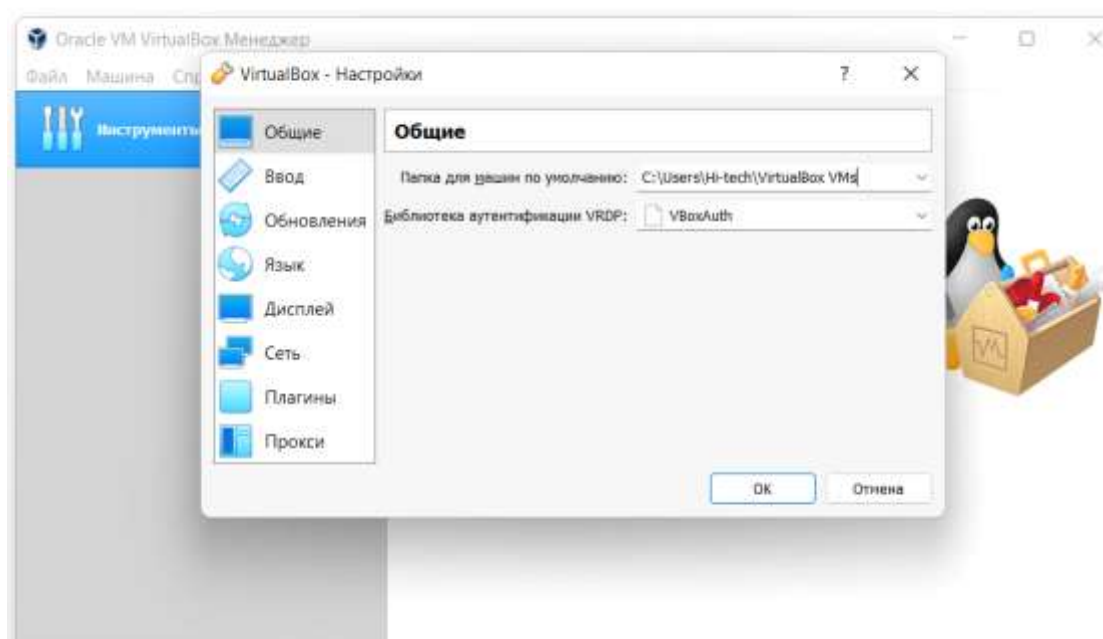 Oracle VM VirtualBox Менеджер
Файл Машина
VirtualBox - Настройки ?
Инструменты
Общие
Ввод
Обновления
Язык
Дисплей
Сеть
Плагины
Прокси
Общие
Папка для машин по умолчанию: C:\Users\Hi-tech\VirtualBox VMs
Библиотека аутентификации VRDP: VBoxAuth
OK Отмена